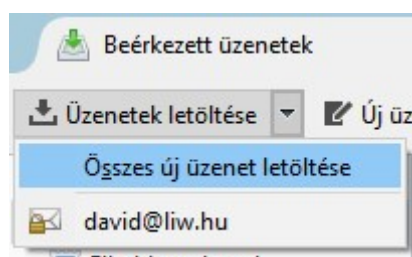 Beérkezett üzenetek
Üzenetek letöltése Új üz
Összes új üzenet letöltése
david@liw.hu